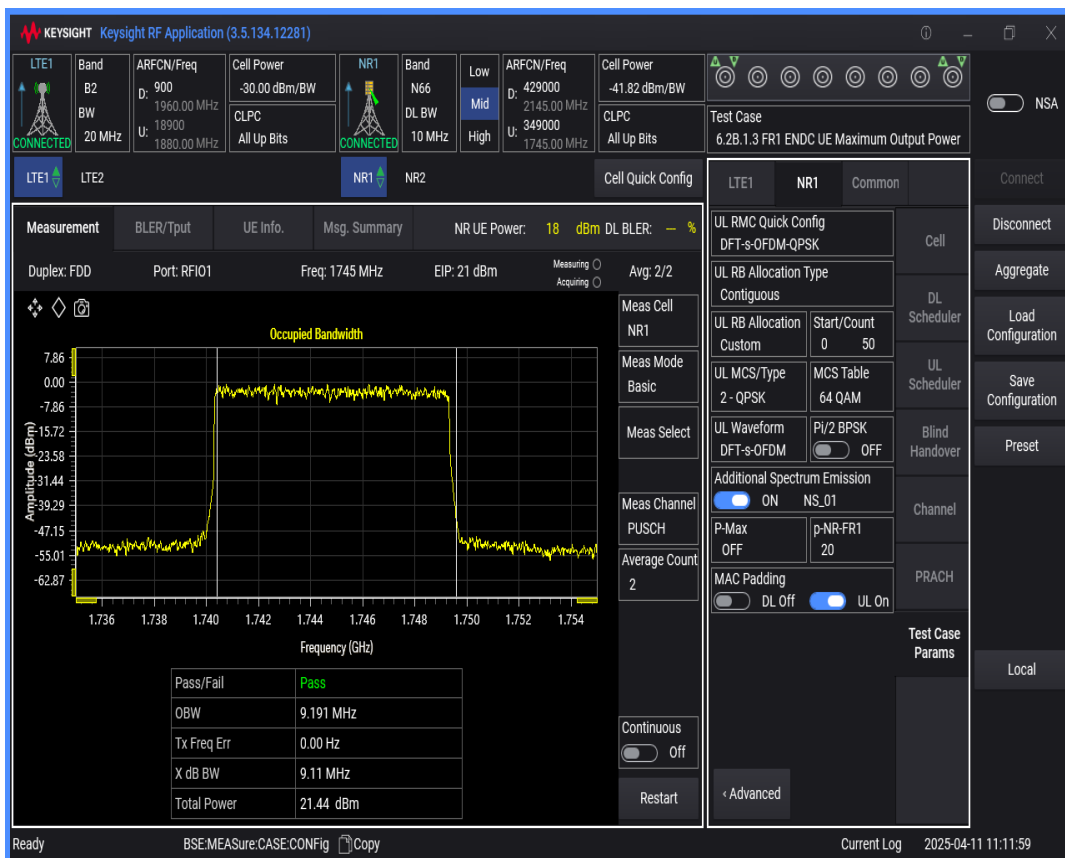 KEYSIGHT Keysight RF Application (3.5.134.12281)
LTE1
CONNECTED
Band
B2
BW
20 MHz
ARFCN/Freq
D: 900
1960.00 MHz
U: 18900
1880.00 MHz
Cell Power
-30.00 dBm/BW
CLPC
All Up Bits
NR1
CONNECTED
Band
N66
DL BW
10 MHz
Low
Mid
High
ARFCN/Freq
D: 429000
2145.00 MHz
U: 349000
1745.00 MHz
Cell Power
-41.82 dBm/BW
CLPC
All Up Bits
Test Case
6.2B.1.3 FR1 ENDC UE Maximum Output Power
NSA
LTE1 LTE2 NR1 NR2 Cell Quick Config
Measurement BLER/Tput UE Info. Msg. Summary NR UE Power: 18 dBm DL BLER: — %
Duplex: FDD Port: RFIO1 Freq: 1745 MHz EIP: 21 dBm Measuring Acquiring Avg: 2/2
Occupied Bandwidth
Amplitude (dBm)
7.86
0.00
-7.86
-15.72
-23.58
-31.44
-39.29
-47.15
-55.01
-62.87
1.736 1.738 1.740 1.742 1.744 1.746 1.748 1.750 1.752 1.754
Frequency (GHz)
Pass/Fail Pass
OBW 9.191 MHz
Tx Freq Err 0.00 Hz
X dB BW 9.11 MHz
Total Power 21.44 dBm
Meas Cell
NR1
Meas Mode
Basic
Meas Select
Meas Channel
PUSCH
Average Count
2
Continuous
Off
Restart
LTE1 NR1 Common
UL RMC Quick Config
DFT-s-OFDM-QPSK
UL RB Allocation Type
Contiguous
UL RB Allocation
Custom
Start/Count
0 50
UL MCS/Type
2 - QPSK
MCS Table
64 QAM
UL Waveform
DFT-s-OFDM
Pi/2 BPSK
OFF
Additional Spectrum Emission
ON NS_01
P-Max
OFF
p-NR-FR1
20
MAC Padding
DL Off UL On
‹ Advanced
Cell
DL
Scheduler
UL
Scheduler
Blind
Handover
Channel
PRACH
Test Case
Params
Connect
Disconnect
Aggregate
Load
Configuration
Save
Configuration
Preset
Local
Ready BSE:MEASure:CASE:CONFig Copy Current Log 2025-04-11 11:11:59